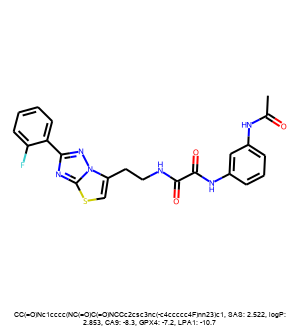 CC(=O)Nc1cccc(NC(=O)C(=O)NCCc2csc3nc(-c4ccccc4F)nn23)c1, SAS: 2.522, logP:
2.853, CA9: -8.3, GPX4: -7.2, LPA1: -10.7
F
N
N
N
N
S
H
N
O
O
N
H
HN
O